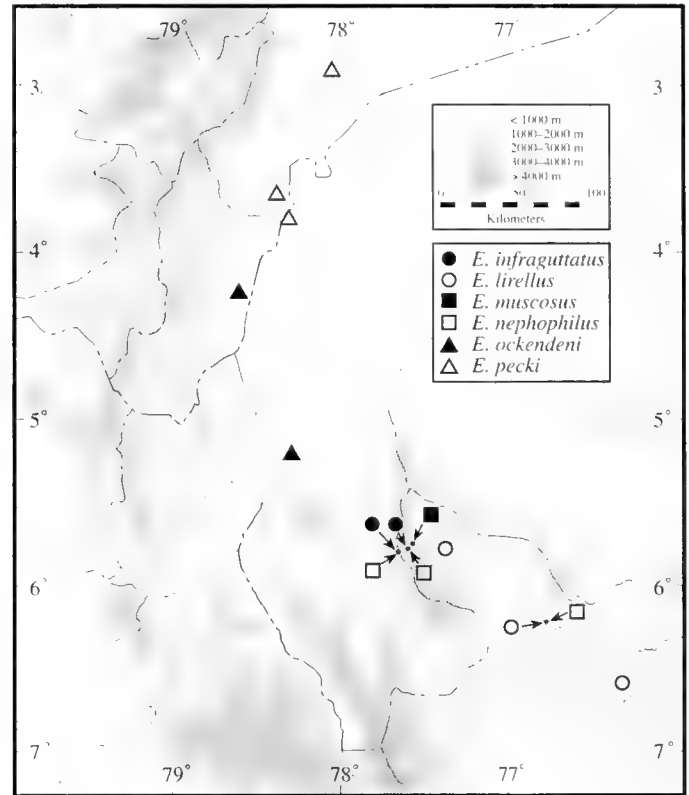 79° 78° 77°
3
< 1000 m
1000–2000 m
2000–3000 m
3000–4000 m
> 4000 m
0 50 100
Kilometers
4° 4°
E. infraguttatus
E. lirellus
E. muscosus
E. nephophilus
E. ockendeni
E. pecki
5° 5°
6° 6
7° 7°
79° 78° 77°